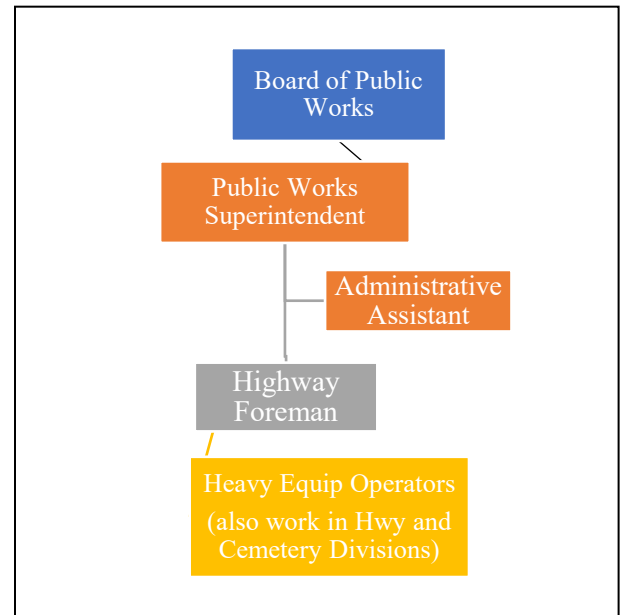 Board of Public
Works
Public Works
Superintendent
Administrative
Assistant
Highway
Foreman
Heavy Equip Operators
(also work in Hwy and
Cemetery Divisions)